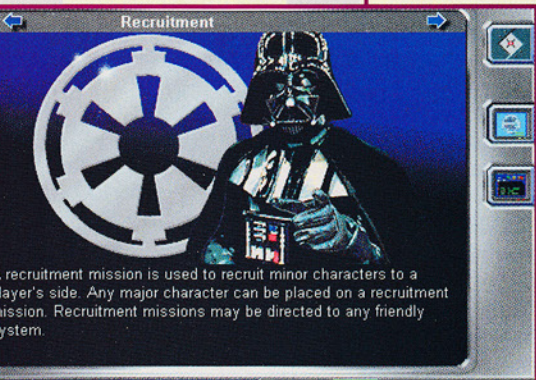 Recruitment
recruitment mission is used to recruit minor characters to a
layer's side. Any major character can be placed on a recruitment
ission. Recruitment missions may be directed to any friendly
ystem.